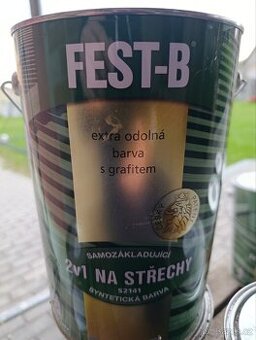 FEST-B®
extra odolná
barva
s grafitem
SAMOZÁKLADUJÍCÍ
2v1 NA STŘECHY
S2141
SYNTETICKÁ BARVA